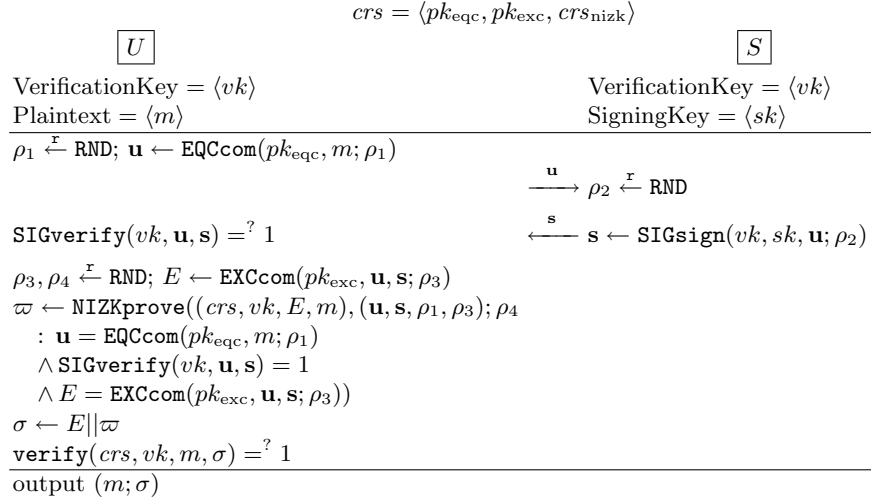 crs = ⟨pk_eqc, pk_exc, crs_nizk⟩
U S
VerificationKey = ⟨vk⟩ VerificationKey = ⟨vk⟩
Plaintext = ⟨m⟩ SigningKey = ⟨sk⟩
ρ₁ ←ʳ RND; u ← EQCcom(pk_eqc, m; ρ₁)
u → ρ₂ ←ʳ RND
SIGverify(vk, u, s) =? 1 ← s s ← SIGsign(vk, sk, u; ρ₂)
ρ₃, ρ₄ ←ʳ RND; E ← EXCcom(pk_exc, u, s; ρ₃)
ϖ ← NIZKprove((crs, vk, E, m), (u, s, ρ₁, ρ₃); ρ₄
: u = EQCcom(pk_eqc, m; ρ₁)
∧ SIGverify(vk, u, s) = 1
∧ E = EXCcom(pk_exc, u, s; ρ₃))
σ ← E||ϖ
verify(crs, vk, m, σ) =? 1
output (m; σ)